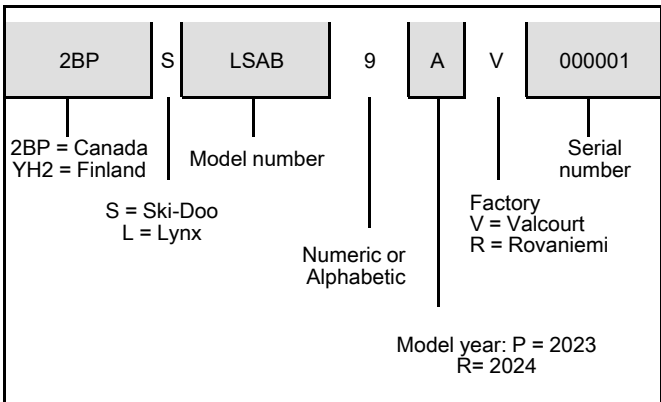 2BP S LSAB 9 A V 000001
2BP = Canada
YH2 = Finland
Model number
Serial
number
S = Ski-Doo
L = Lynx
Factory
V = Valcourt
R = Rovaniemi
Numeric or
Alphabetic
Model year: P = 2023
R= 2024